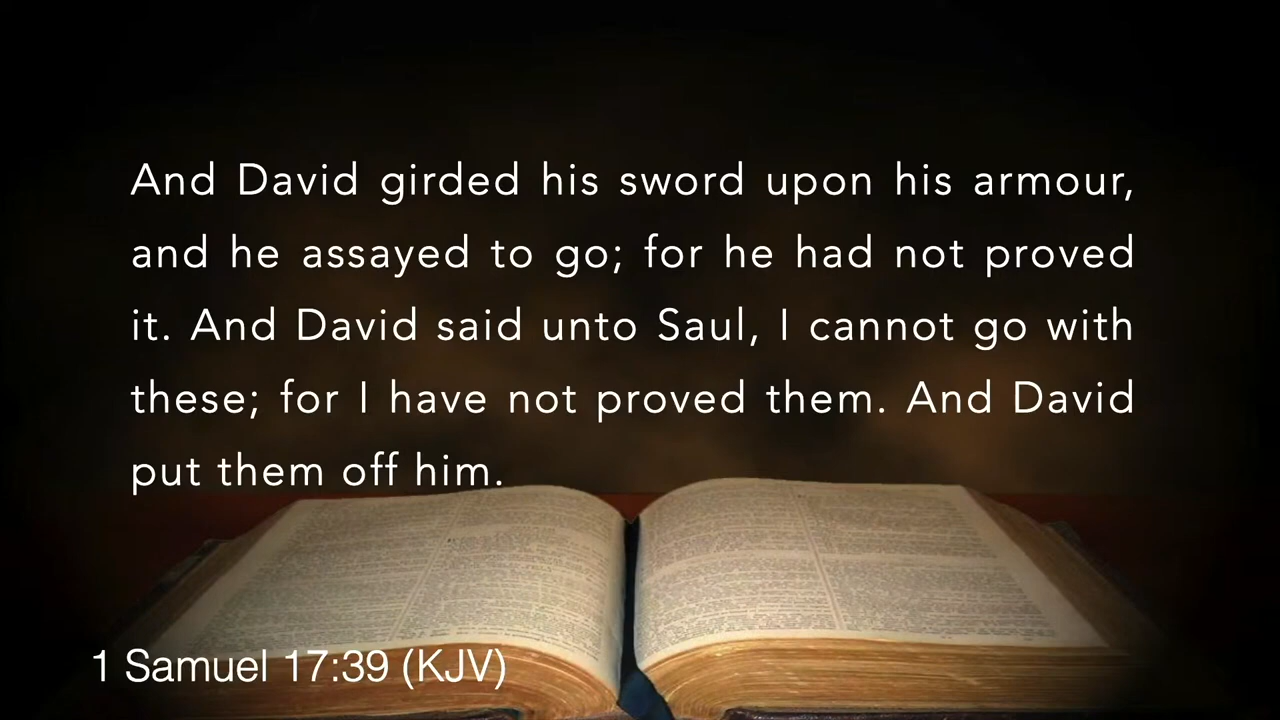 And David girded his sword upon his armour,
and he assayed to go; for he had not proved
it. And David said unto Saul, I cannot go with
these; for I have not proved them. And David
put them off him.
1 Samuel 17:39 (KJV)